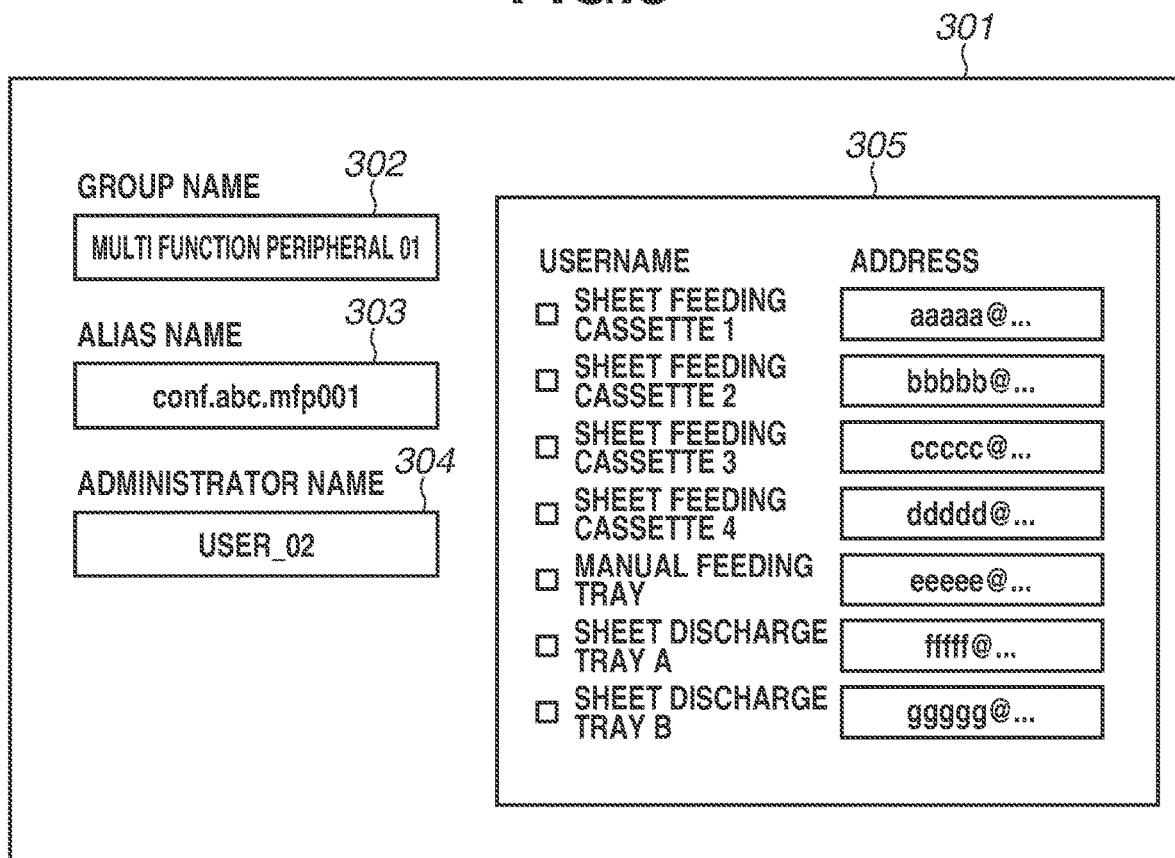 301
GROUP NAME
302
MULTI FUNCTION PERIPHERAL 01
ALIAS NAME
303
conf.abc.mfp001
ADMINISTRATOR NAME
304
USER_02
305
USERNAME ADDRESS
SHEET FEEDING
CASSETTE 1
aaaaa@...
SHEET FEEDING
CASSETTE 2
bbbbb@...
SHEET FEEDING
CASSETTE 3
ccccc@...
SHEET FEEDING
CASSETTE 4
ddddd@...
MANUAL FEEDING
TRAY
eeeee@...
SHEET DISCHARGE
TRAY A
fffff@...
SHEET DISCHARGE
TRAY B
ggggg@...